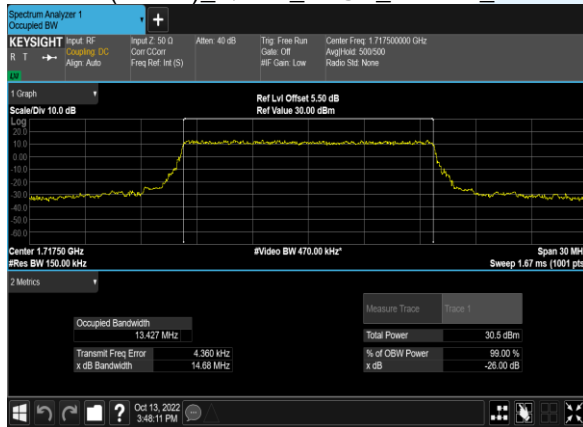 Spectrum Analyzer 1
Occupied BW
+
KEYSIGHT Input: RF Input Z: 50 Ω Atten: 40 dB Trig: Free Run Center Freq: 1.717500000 GHz
R T Coupling: DC Corr CCorr Gate: Off Avg|Hold: 500/500
Align: Auto Freq Ref: Int (S) #IF Gain: Low Radio Std: None
1 Graph
Ref Lvl Offset 5.50 dB
Scale/Div 10.0 dB Ref Value 30.00 dBm
Log
20.0
10.0
0.00
-10.0
-20.0
-30.0
-40.0
-50.0
-60.0
Center 1.71750 GHz #Video BW 470.00 kHz* Span 30 MH
#Res BW 150.00 kHz Sweep 1.67 ms (1001 pts
2 Metrics
Measure Trace Trace 1
Occupied Bandwidth
13.427 MHz Total Power 30.5 dBm
Transmit Freq Error 4.360 kHz % of OBW Power 99.00 %
x dB Bandwidth 14.68 MHz x dB -26.00 dB
? Oct 13, 2022
3:48:11 PM